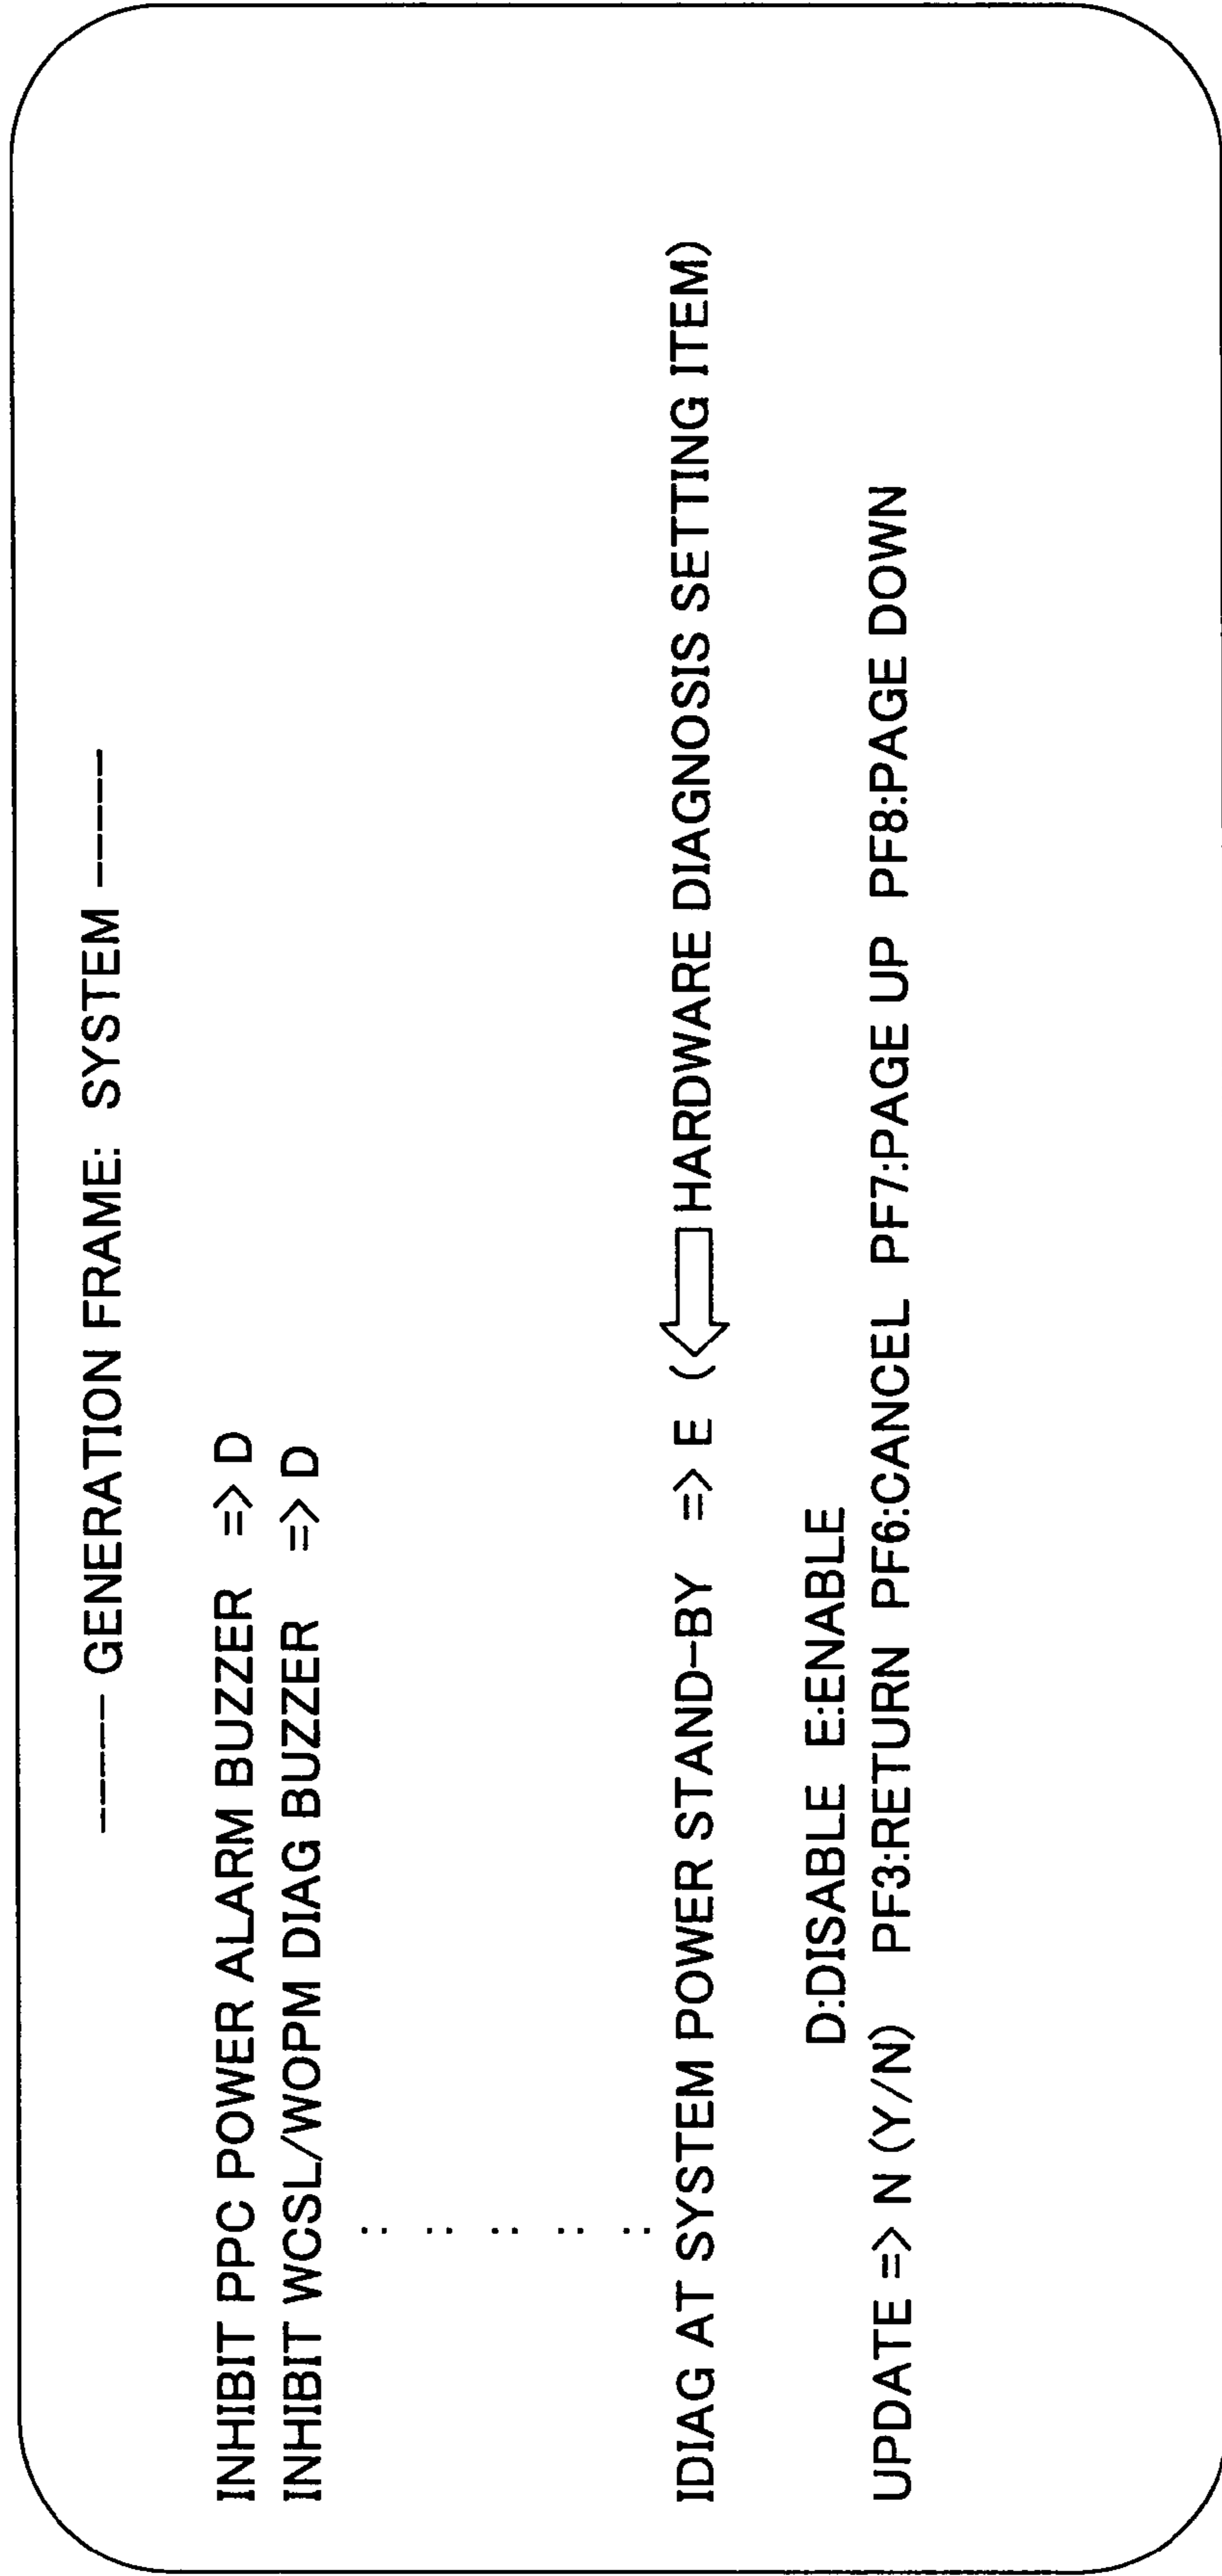 ----- GENERATION FRAME: SYSTEM -----
INHIBIT PPC POWER ALARM BUZZER => D
INHIBIT WCSL/WOPM DIAG BUZZER => D
: : : : :
IDIAG AT SYSTEM POWER STAND-BY => E (⇐ HARDWARE DIAGNOSIS SETTING ITEM)
D:DISABLE E:ENABLE
UPDATE => N (Y/N) PF3:RETURN PF6:CANCEL PF7:PAGE UP PF8:PAGE DOWN